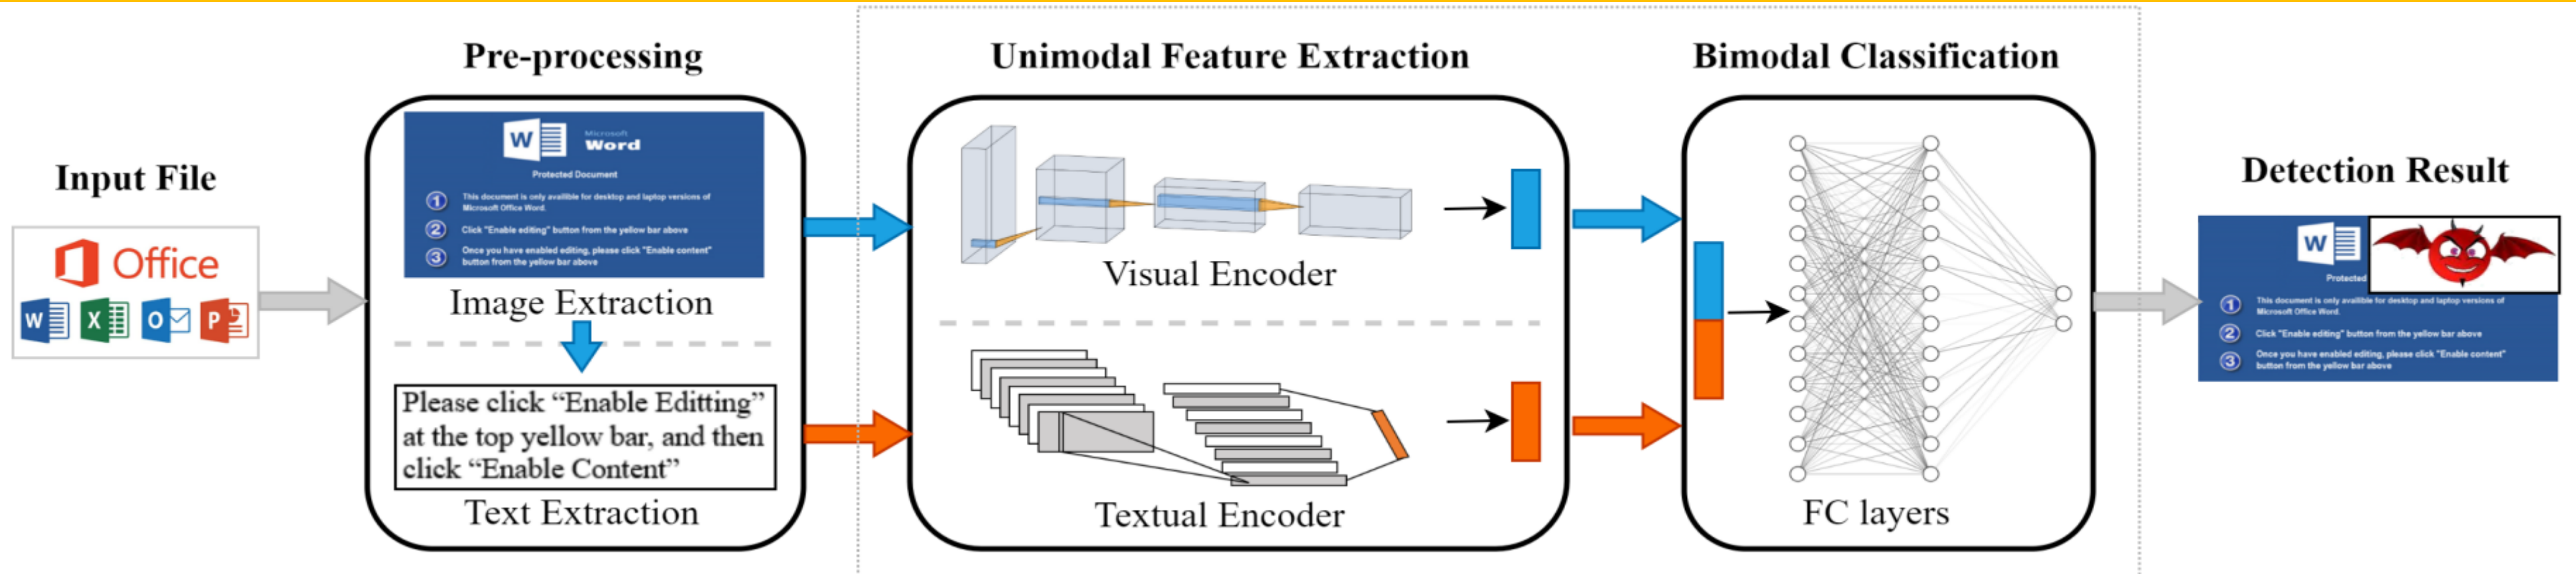 Pre-processing
Unimodal Feature Extraction
Bimodal Classification
Input File
Detection Result
Office
W X O P
W
Microsoft
Word
Protected Document
1 This document is only availible for desktop and laptop versions of
Microsoft Office Word.
2 Click "Enable editing" button from the yellow bar above
3 Once you have enabled editing, please click "Enable content"
button from the yellow bar above
Image Extraction
Please click “Enable Editting”
at the top yellow bar, and then
click “Enable Content”
Text Extraction
Visual Encoder
Textual Encoder
FC layers
W
Protected
1 This document is only availible for desktop and laptop versions of
Microsoft Office Word.
2 Click "Enable editing" button from the yellow bar above
3 Once you have enabled editing, please click "Enable content"
button from the yellow bar above